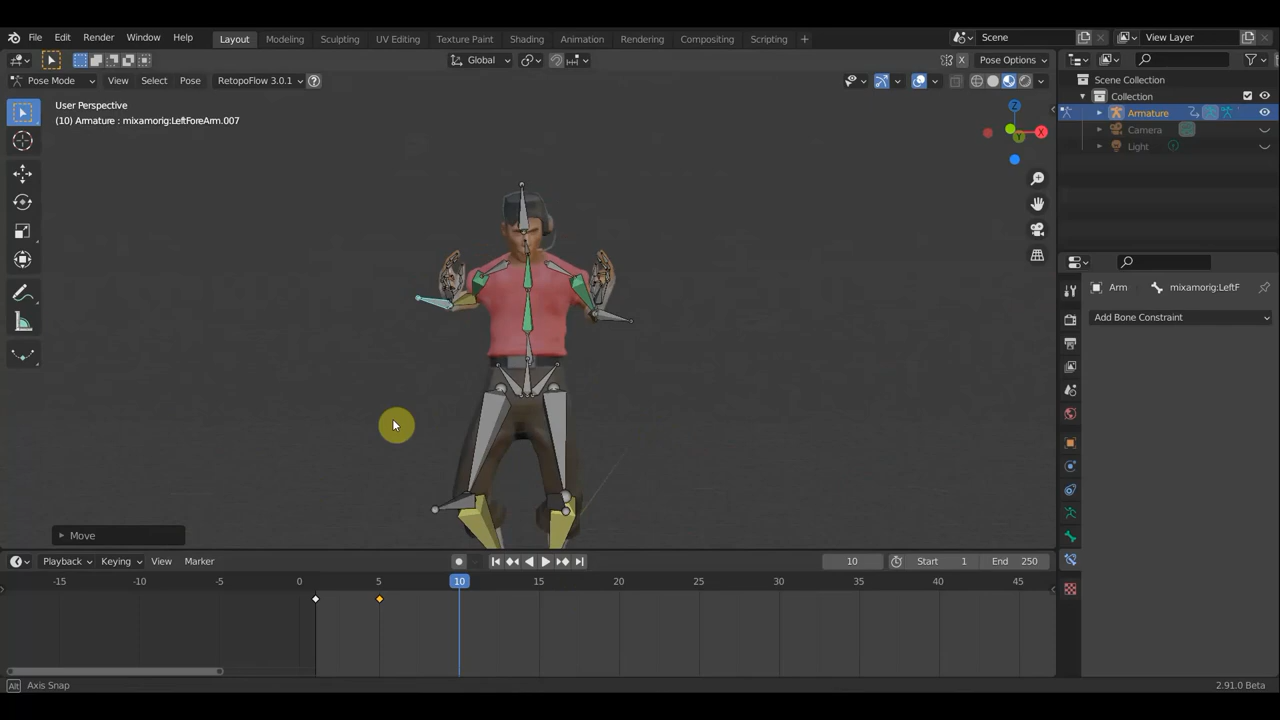 File Edit Render Window Help Layout Modeling Sculpting UV Editing Texture Paint Shading Animation Rendering Compositing Scripting + Scene View Layer
Global Pose Options
Pose Mode View Select Pose RetopoFlow 3.0.1 Scene Collection
Collection
Armature
Camera
Light
User Perspective
(10) Armature : mixamorig:LeftForeArm.007
Z
X
Y
Arm mixamorig:LeftF
Add Bone Constraint
Move
Playback Keying View Marker 10 Start 1 End 250
-15 -10 -5 0 5 10 15 20 25 30 35 40 45
Alt Axis Snap 2.91.0 Beta